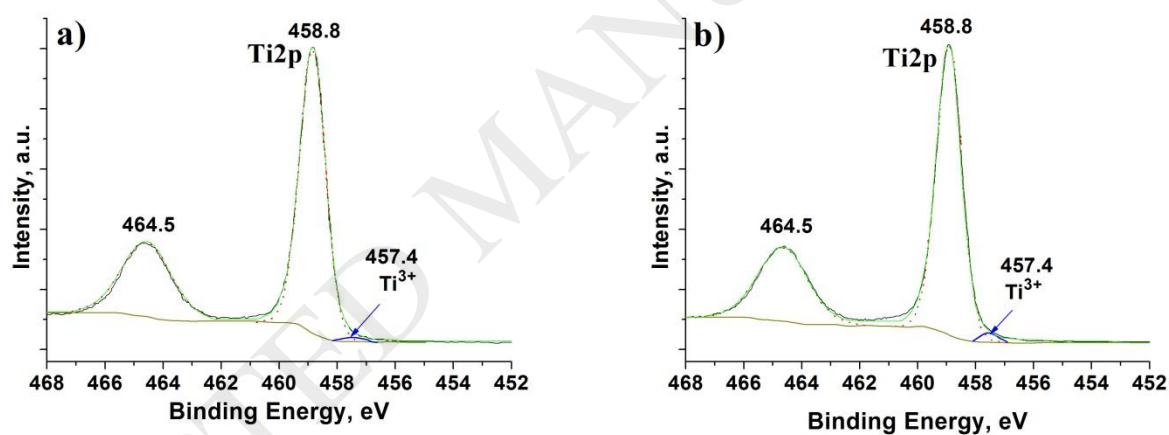 a)
458.8
Ti2p
464.5
457.4
Ti3+
Intensity, a.u.
468 466 464 462 460 458 456 454 452
Binding Energy, eV
b)
458.8
Ti2p
464.5
457.4
Ti3+
Intensity, a.u.
468 466 464 462 460 458 456 454 452
Binding Energy, eV
TED MAN